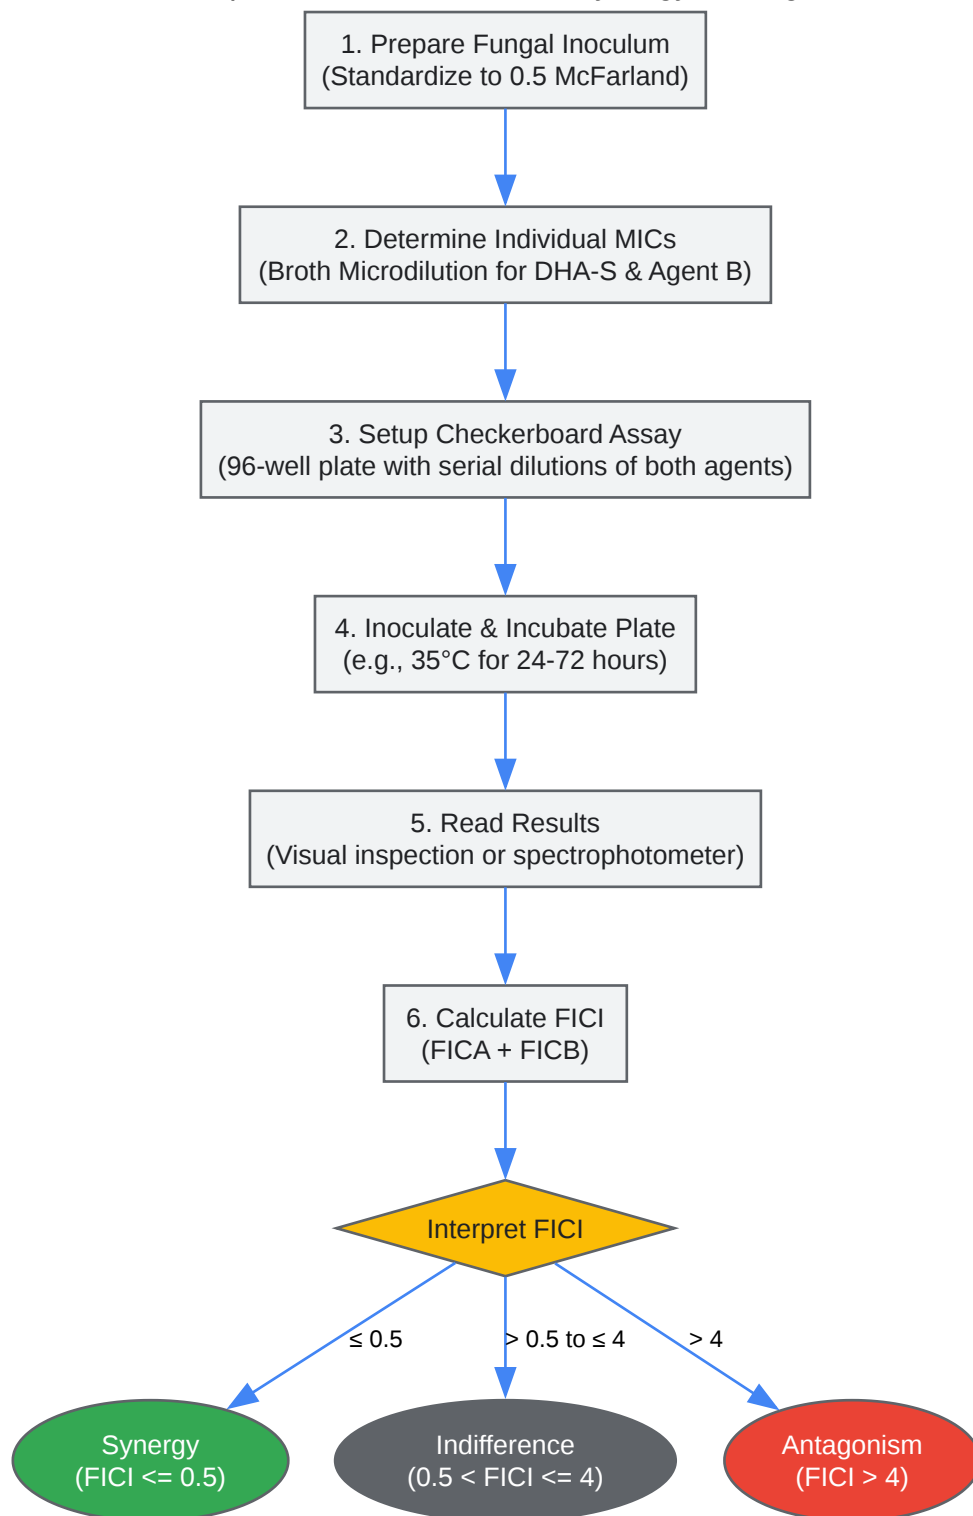 1. Prepare Fungal Inoculum
(Standardize to 0.5 McFarland)
2. Determine Individual MICs
(Broth Microdilution for DHA-S & Agent B)
3. Setup Checkerboard Assay
(96-well plate with serial dilutions of both agents)
4. Inoculate & Incubate Plate
(e.g., 35°C for 24-72 hours)
5. Read Results
(Visual inspection or spectrophotometer)
6. Calculate FICI
(FICA + FICB)
Interpret FICI
≤ 0.5
> 0.5 to ≤ 4
> 4
Synergy
(FICI <= 0.5)
Indifference
(0.5 < FICI <= 4)
Antagonism
(FICI > 4)